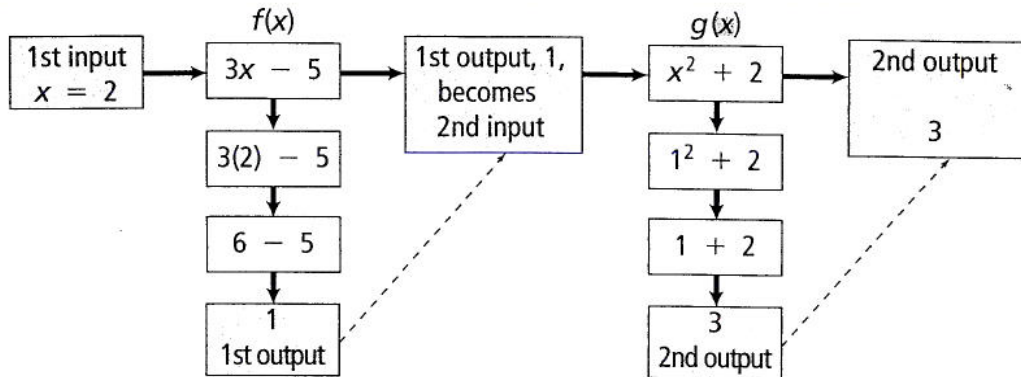 f(x)
1st input
x = 2
3x − 5
3(2) − 5
6 − 5
1
1st output
1st output, 1,
becomes
2nd input
g(x)
x² + 2
1² + 2
1 + 2
3
2nd output
2nd output
3